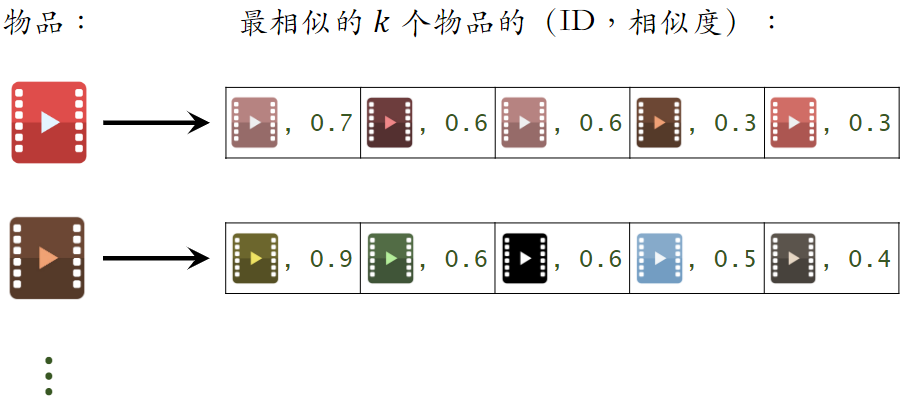 物品： 最相似的 k 个物品的（ID，相似度）：
, 0.7 , 0.6 , 0.6 , 0.3 , 0.3
, 0.9 , 0.6 , 0.6 , 0.5 , 0.4